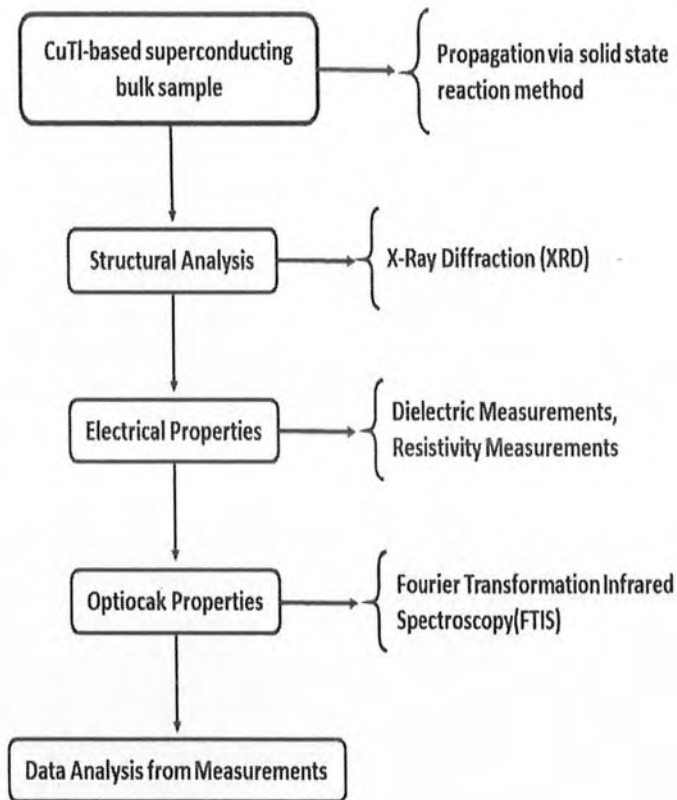 CuTl-based superconducting
bulk sample
Propagation via solid state
reaction method
Structural Analysis
X-Ray Diffraction (XRD)
Electrical Properties
Dielectric Measurements,
Resistivity Measurements
Optiocak Properties
Fourier Transformation Infrared
Spectroscopy(FTIS)
Data Analysis from Measurements